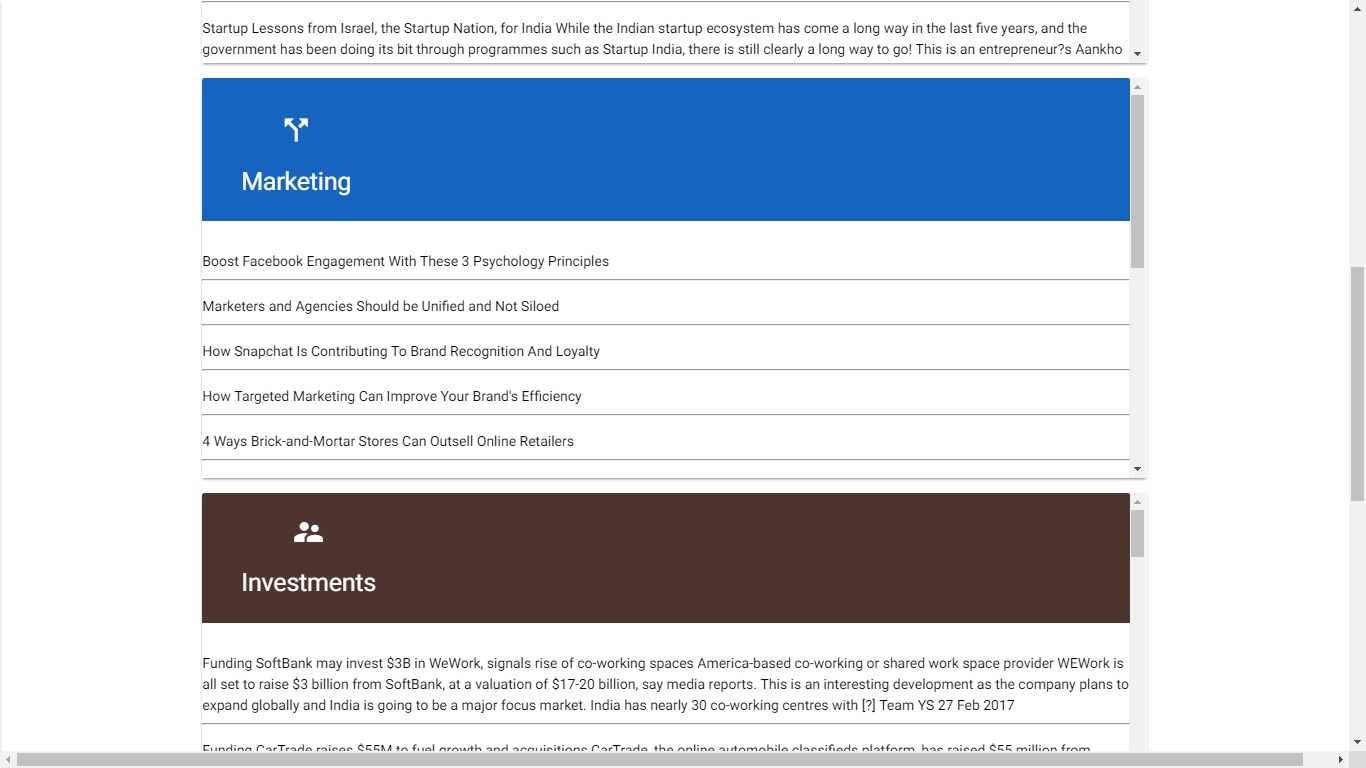 Startup Lessons from Israel, the Startup Nation, for India While the Indian startup ecosystem has come a long way in the last five years, and the
government has been doing its bit through programmes such as Startup India, there is still clearly a long way to go! This is an entrepreneur?s Aankho
Marketing
Boost Facebook Engagement With These 3 Psychology Principles
Marketers and Agencies Should be Unified and Not Siloed
How Snapchat Is Contributing To Brand Recognition And Loyalty
How Targeted Marketing Can Improve Your Brand's Efficiency
4 Ways Brick-and-Mortar Stores Can Outsell Online Retailers
Investments
Funding SoftBank may invest $3B in WeWork, signals rise of co-working spaces America-based co-working or shared work space provider WEWork is
all set to raise $3 billion from SoftBank, at a valuation of $17-20 billion, say media reports. This is an interesting development as the company plans to
expand globally and India is going to be a major focus market. India has nearly 30 co-working centres with [?] Team YS 27 Feb 2017
Funding CarTrade raises $55M to fuel growth and acquisitions CarTrade, the online automobile classifieds platform, has raised $55 million from